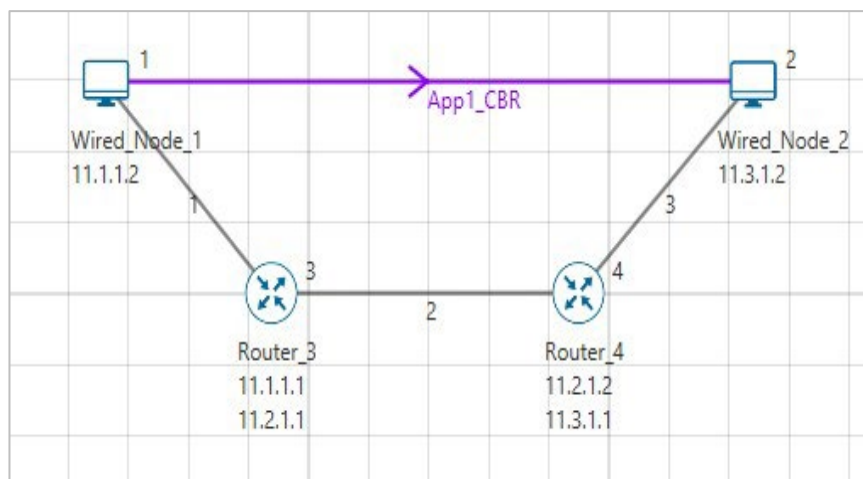 1
2
App1_CBR
Wired_Node_1
11.1.1.2
Wired_Node_2
11.3.1.2
1
3
3
4
2
Router_3
11.1.1.1
11.2.1.1
Router_4
11.2.1.2
11.3.1.1